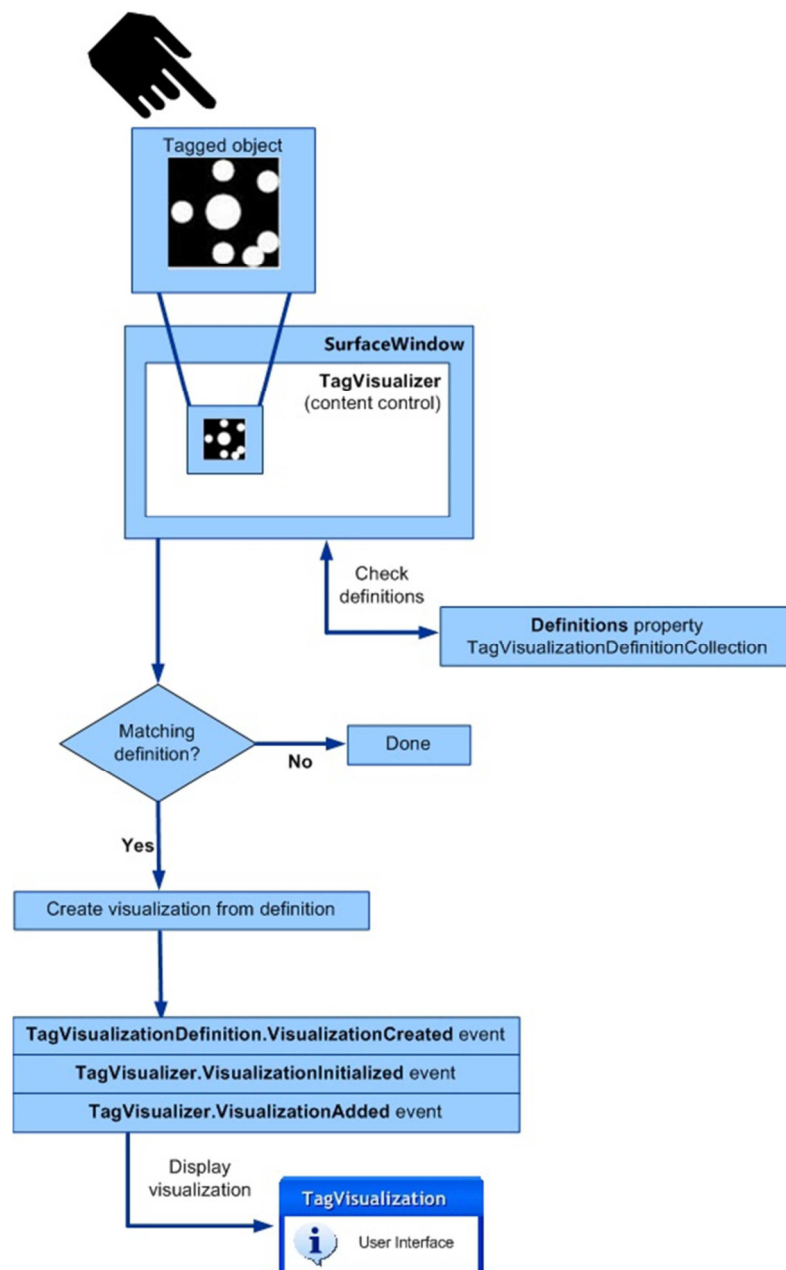 Tagged object
SurfaceWindow
TagVisualizer
(content control)
Check
definitions
Definitions property
TagVisualizationDefinitionCollection
Matching
definition?
No
Done
Yes
Create visualization from definition
TagVisualizationDefinition.VisualizationCreated event
TagVisualizer.VisualizationInitialized event
TagVisualizer.VisualizationAdded event
Display
visualization
TagVisualization
i
User Interface